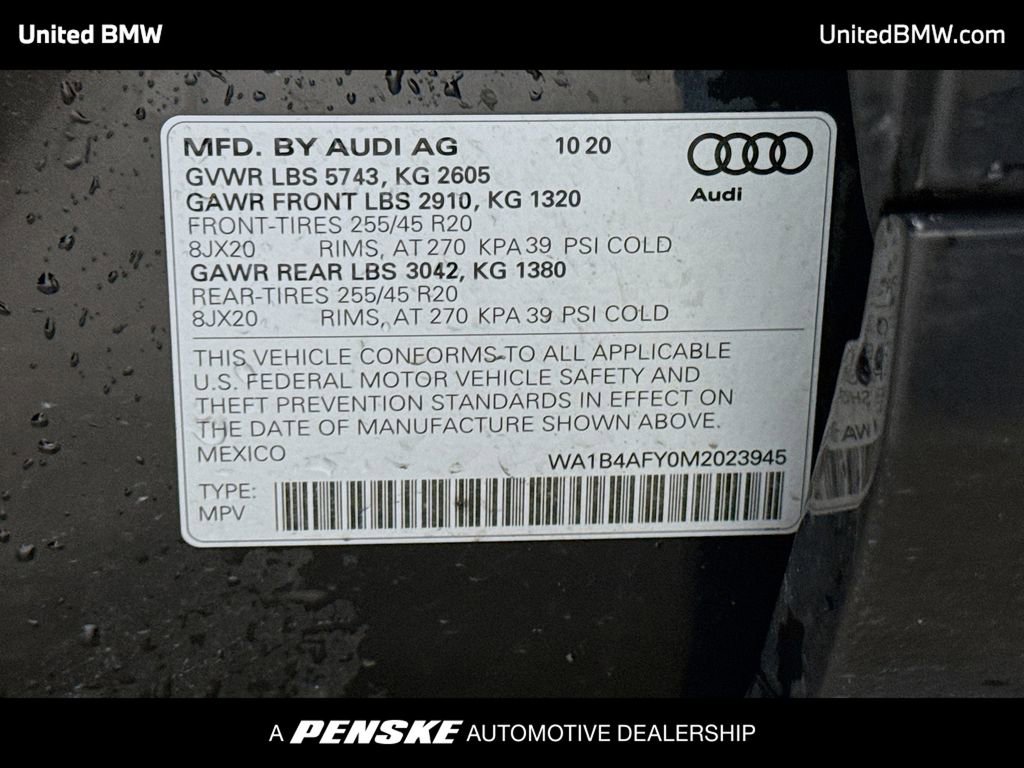 United BMW
UnitedBMW.com
MFD. BY AUDI AG 10 20
GVWR LBS 5743, KG 2605
GAWR FRONT LBS 2910, KG 1320
Audi
FRONT-TIRES 255/45 R20
8JX20 RIMS, AT 270 KPA 39 PSI COLD
GAWR REAR LBS 3042, KG 1380
REAR-TIRES 255/45 R20
8JX20 RIMS, AT 270 KPA 39 PSI COLD
THIS VEHICLE CONFORMS TO ALL APPLICABLE
U.S. FEDERAL MOTOR VEHICLE SAFETY AND
THEFT PREVENTION STANDARDS IN EFFECT ON
THE DATE OF MANUFACTURE SHOWN ABOVE.
MEXICO WA1B4AFY0M2023945
TYPE:
MPV
A PENSKE AUTOMOTIVE DEALERSHIP